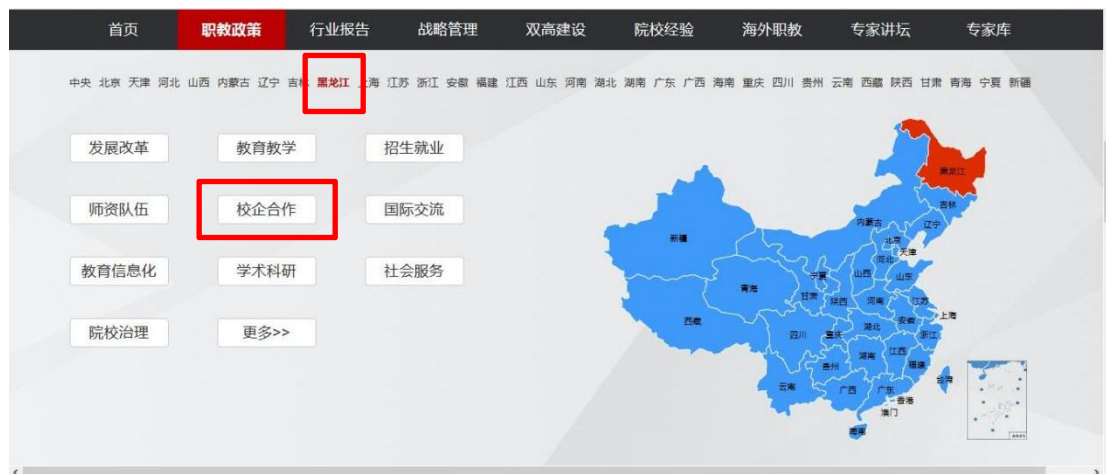 首页 职教政策 行业报告 战略管理 双高建设 院校经验 海外职教 专家讲坛 专家库
中央 北京 天津 河北 山西 内蒙古 辽宁 吉林 黑龙江 上海 江苏 浙江 安徽 福建 江西 山东 河南 湖北 湖南 广东 广西 海南 重庆 四川 贵州 云南 西藏 陕西 甘肃 青海 宁夏 新疆
发展改革 教育教学 招生就业
师资队伍 校企合作 国际交流
教育信息化 学术科研 社会服务
院校治理 更多>>
黑龙江
吉林
内蒙古 辽宁
新疆 北京
天津
河北
宁夏 山西 山东
青海
甘肃 陕西 河南 江苏
上海
西藏 安徽
四川 重庆 湖北 浙江
湖南 江西
贵州 福建
云南 广西 广东 台湾
香港
澳门
海南